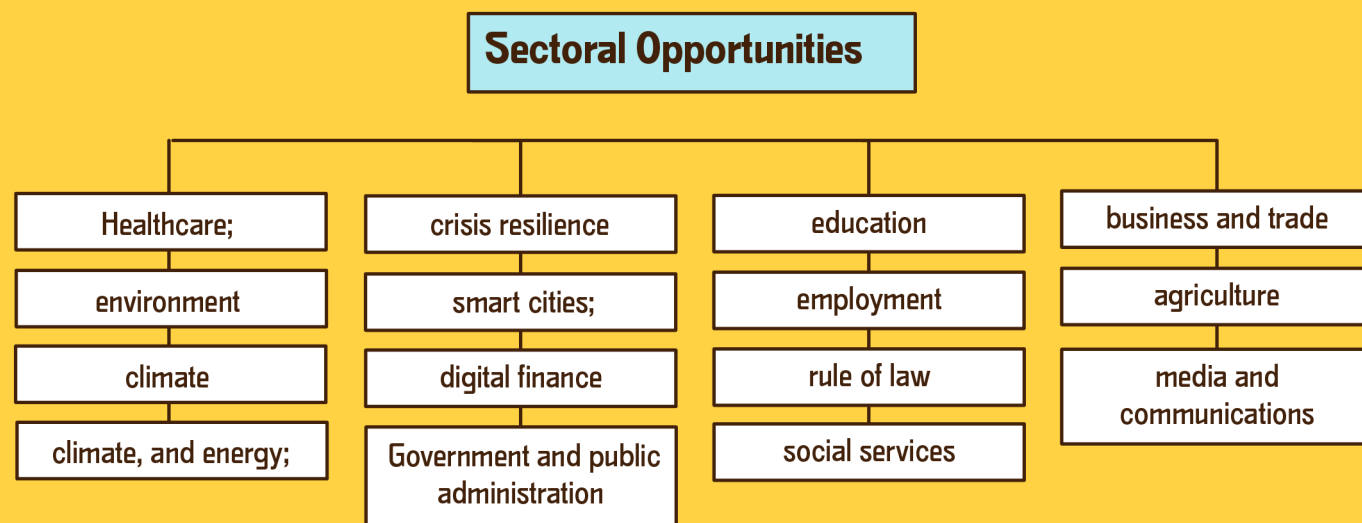 Sectoral Opportunities
Healthcare;
environment
climate
climate, and energy;
crisis resilience
smart cities;
digital finance
Government and public
administration
education
employment
rule of law
social services
business and trade
agriculture
media and
communications